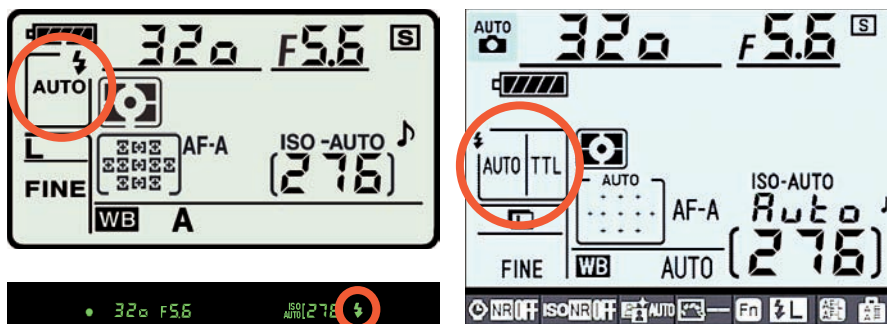 320 F5.6 S
AUTO
AF-A ISO-AUTO
L
[276]
FINE
WB A
320 F5.6 ISO AUTO [278
AUTO 320 F5.6 S
AUTO TTL
AUTO ISO-AUTO
L AF-A Auto
[276]
FINE WB AUTO
NR OFF ISO NR OFF AUTO -- Fn L AEL AFL